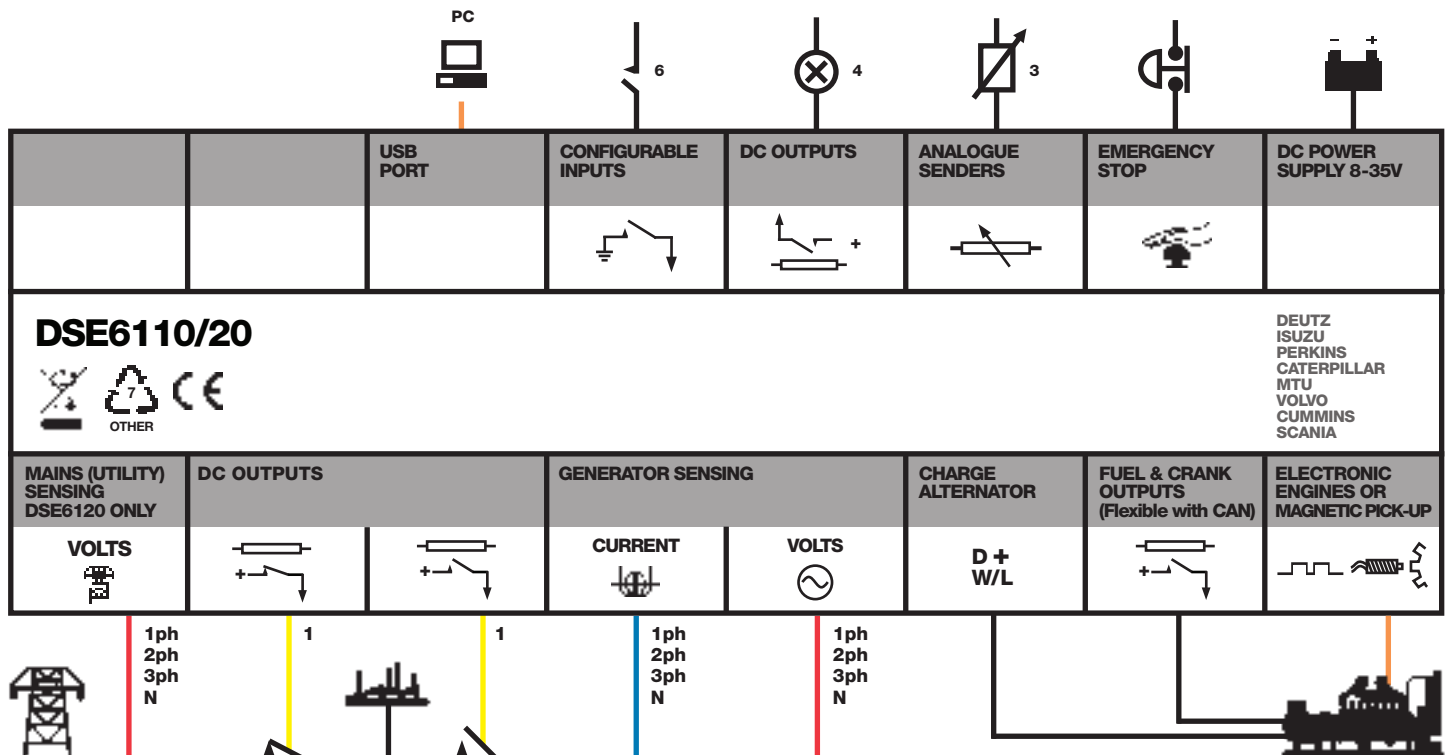 PC
6
4
3
- +
USB
PORT
CONFIGURABLE
INPUTS
DC OUTPUTS
ANALOGUE
SENDERS
EMERGENCY
STOP
DC POWER
SUPPLY 8-35V
+
DSE6110/20
7
OTHER
CE
DEUTZ
ISUZU
PERKINS
CATERPILLAR
MTU
VOLVO
CUMMINS
SCANIA
MAINS (UTILITY)
SENSING
DSE6120 ONLY
DC OUTPUTS
GENERATOR SENSING
CHARGE
ALTERNATOR
FUEL & CRANK
OUTPUTS
(Flexible with CAN)
ELECTRONIC
ENGINES OR
MAGNETIC PICK-UP
VOLTS
+
+
CURRENT
VOLTS
D +
W/L
+
1ph
2ph
3ph
N
1
1
1ph
2ph
3ph
N
1ph
2ph
3ph
N